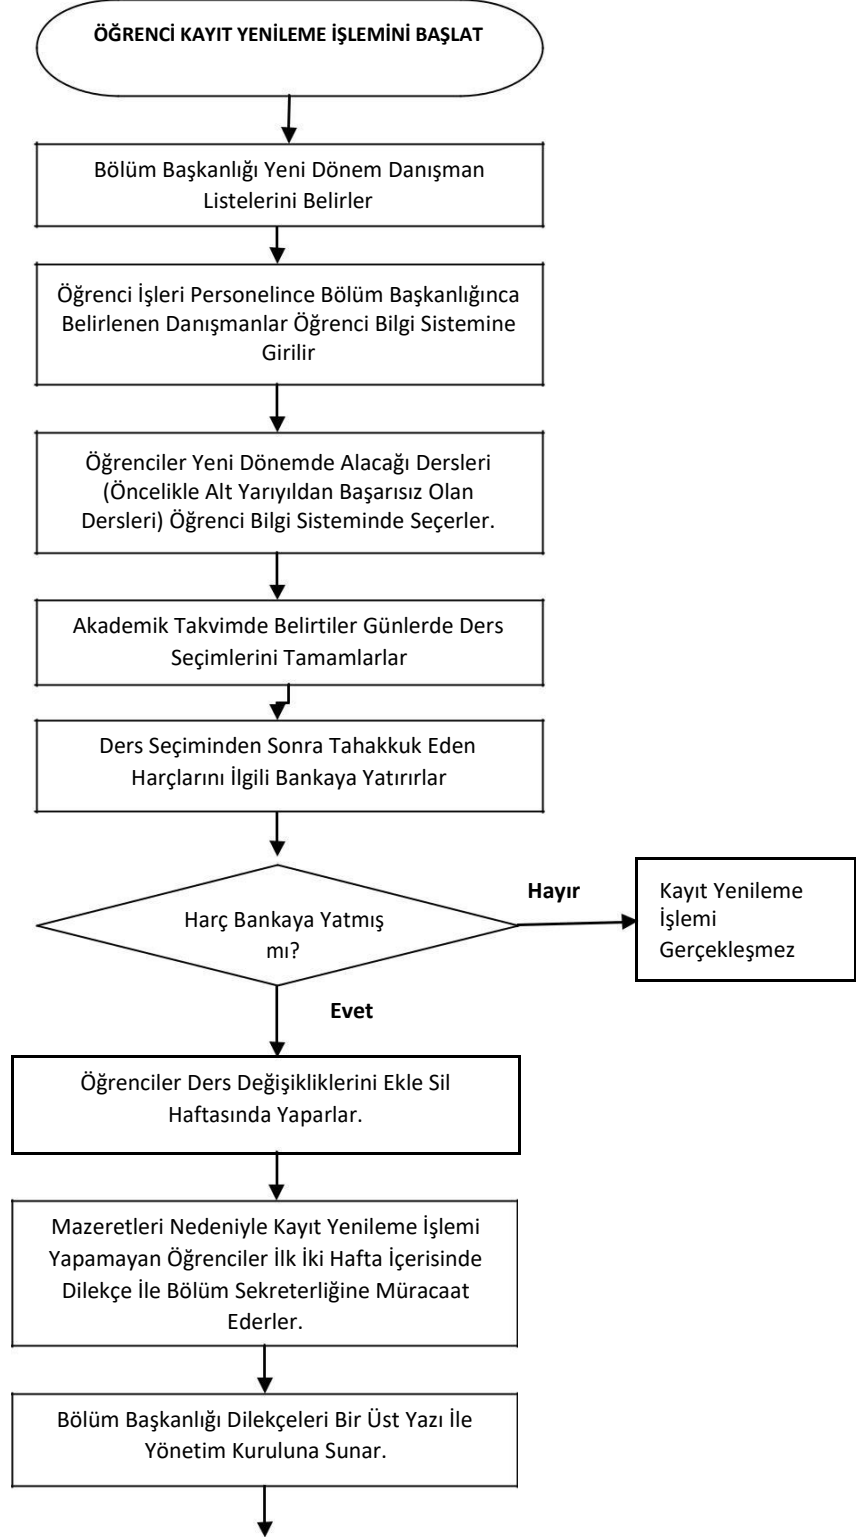 ÖĞRENCİ KAYIT YENİLEME İŞLEMİNİ BAŞLAT
Bölüm Başkanlığı Yeni Dönem Danışman
Listelerini Belirler
Öğrenci İşleri Personelince Bölüm Başkanlığınca
Belirlenen Danışmanlar Öğrenci Bilgi Sistemine
Girilir
Öğrenciler Yeni Dönemde Alacağı Dersleri
(Öncelikle Alt Yarıyıldan Başarısız Olan
Dersleri) Öğrenci Bilgi Sisteminde Seçerler.
Akademik Takvimde Belirtiler Günlerde Ders
Seçimlerini Tamamlarlar
Ders Seçiminden Sonra Tahakkuk Eden
Harçlarını İlgili Bankaya Yatırırlar
Harç Bankaya Yatmış
mı?
Hayır
Kayıt Yenileme
İşlemi
Gerçekleşmez
Evet
Öğrenciler Ders Değişikliklerini Ekle Sil
Haftasında Yaparlar.
Mazeretleri Nedeniyle Kayıt Yenileme İşlemi
Yapamayan Öğrenciler İlk İki Hafta İçerisinde
Dilekçe İle Bölüm Sekreterliğine Müracaat
Ederler.
Bölüm Başkanlığı Dilekçeleri Bir Üst Yazı İle
Yönetim Kuruluna Sunar.